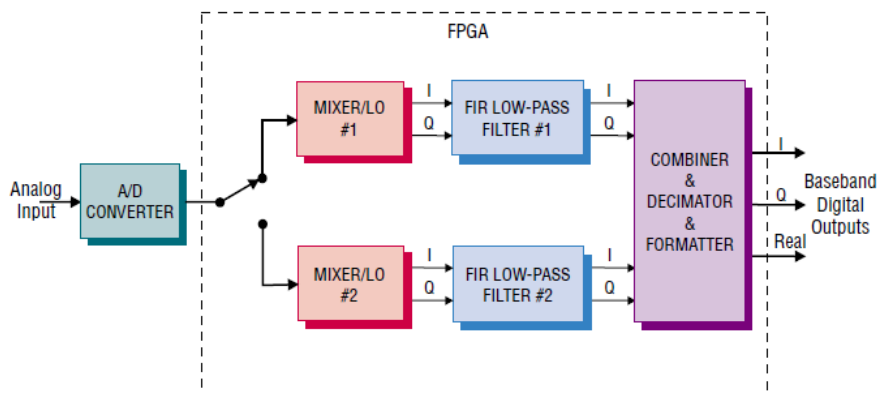 FPGA
Analog
Input
A/D
CONVERTER
MIXER/LO
#1
I
Q
FIR LOW-PASS
FILTER #1
I
Q
MIXER/LO
#2
I
Q
FIR LOW-PASS
FILTER #2
I
Q
COMBINER
&
DECIMATOR
&
FORMATTER
I
Q
Real
Baseband
Digital
Outputs